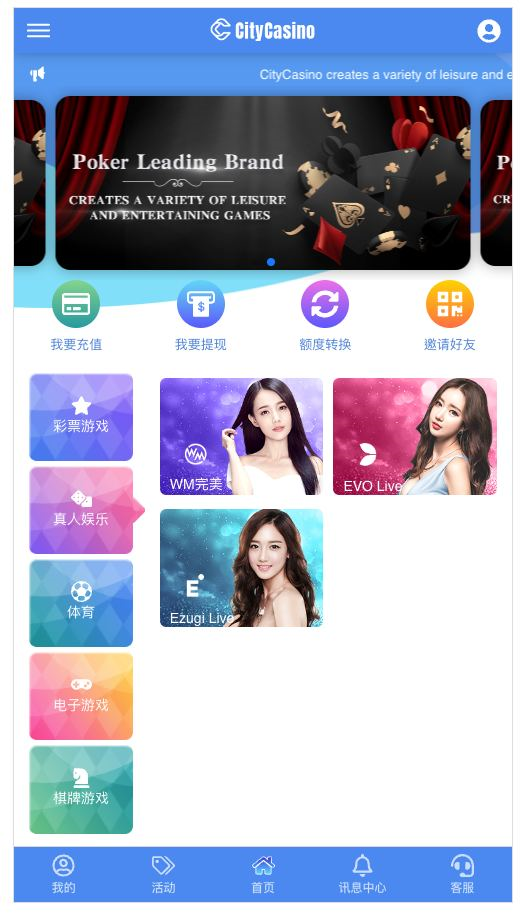 CityCasino
CityCasino creates a variety of leisure and e
Poker Leading Brand
CREATES A VARIETY OF LEISURE
AND ENTERTAINING GAMES
我要充值
我要提现
额度转换
邀请好友
彩票游戏
真人娱乐
体育
电子游戏
棋牌游戏
WM
WM完美
EVO Live
E
Ezugi Live
我的
活动
首页
讯息中心
客服